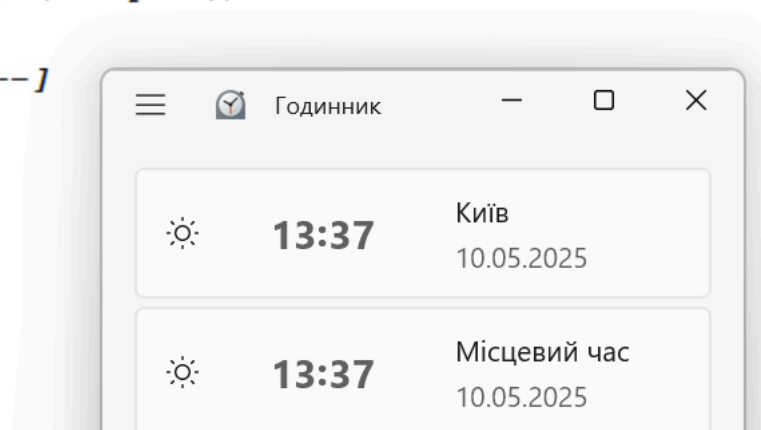 --]
Годинник
13:37
Київ
10.05.2025
13:37
Місцевий час
10.05.2025